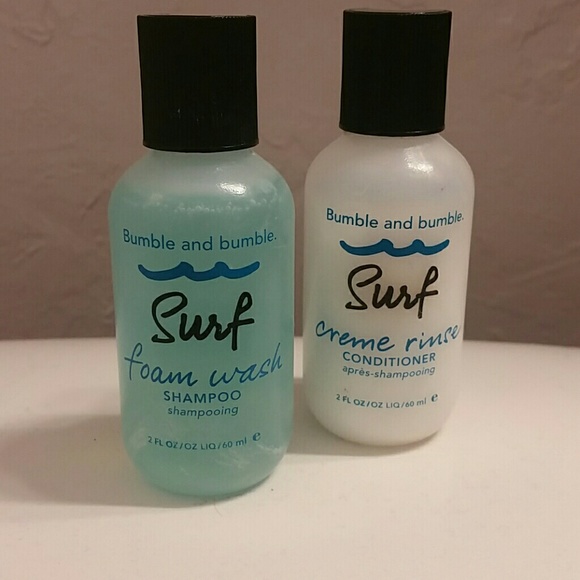 Bumble and bumble.
Surf
foam wash
SHAMPOO
shampooing
2 FL OZ/OZ LIQ/60 ml e
Bumble and bumble.
Surf
creme rinse
CONDITIONER
après-shampooing
2 FL OZ/OZ LIQ/60 ml e